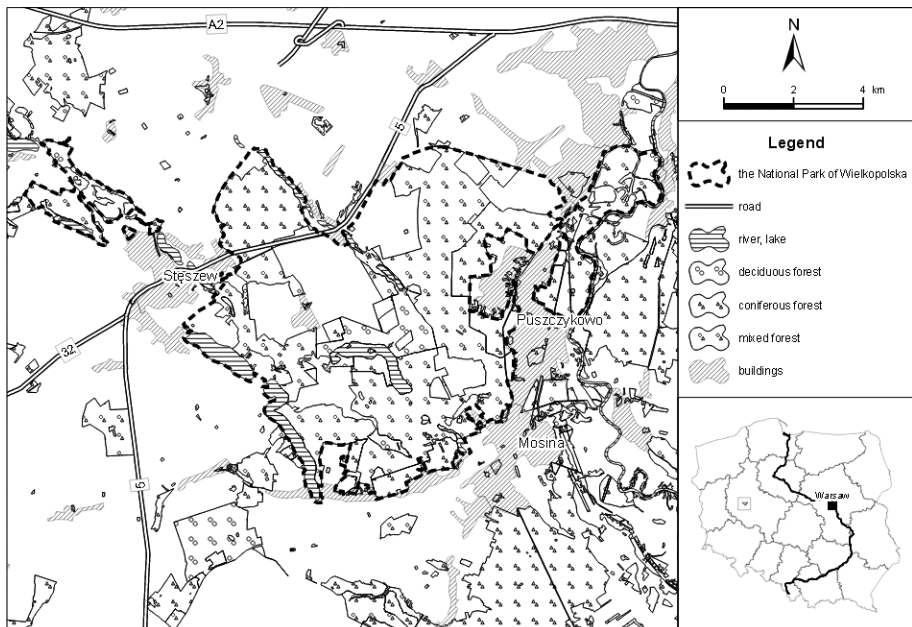 A2
5
Stęszew
32
5
Puszczykowo
Mosina
N
0 2 4 km
Legend
the National Park of Wielkopolska
road
river, lake
deciduous forest
coniferous forest
mixed forest
buildings
Warsaw